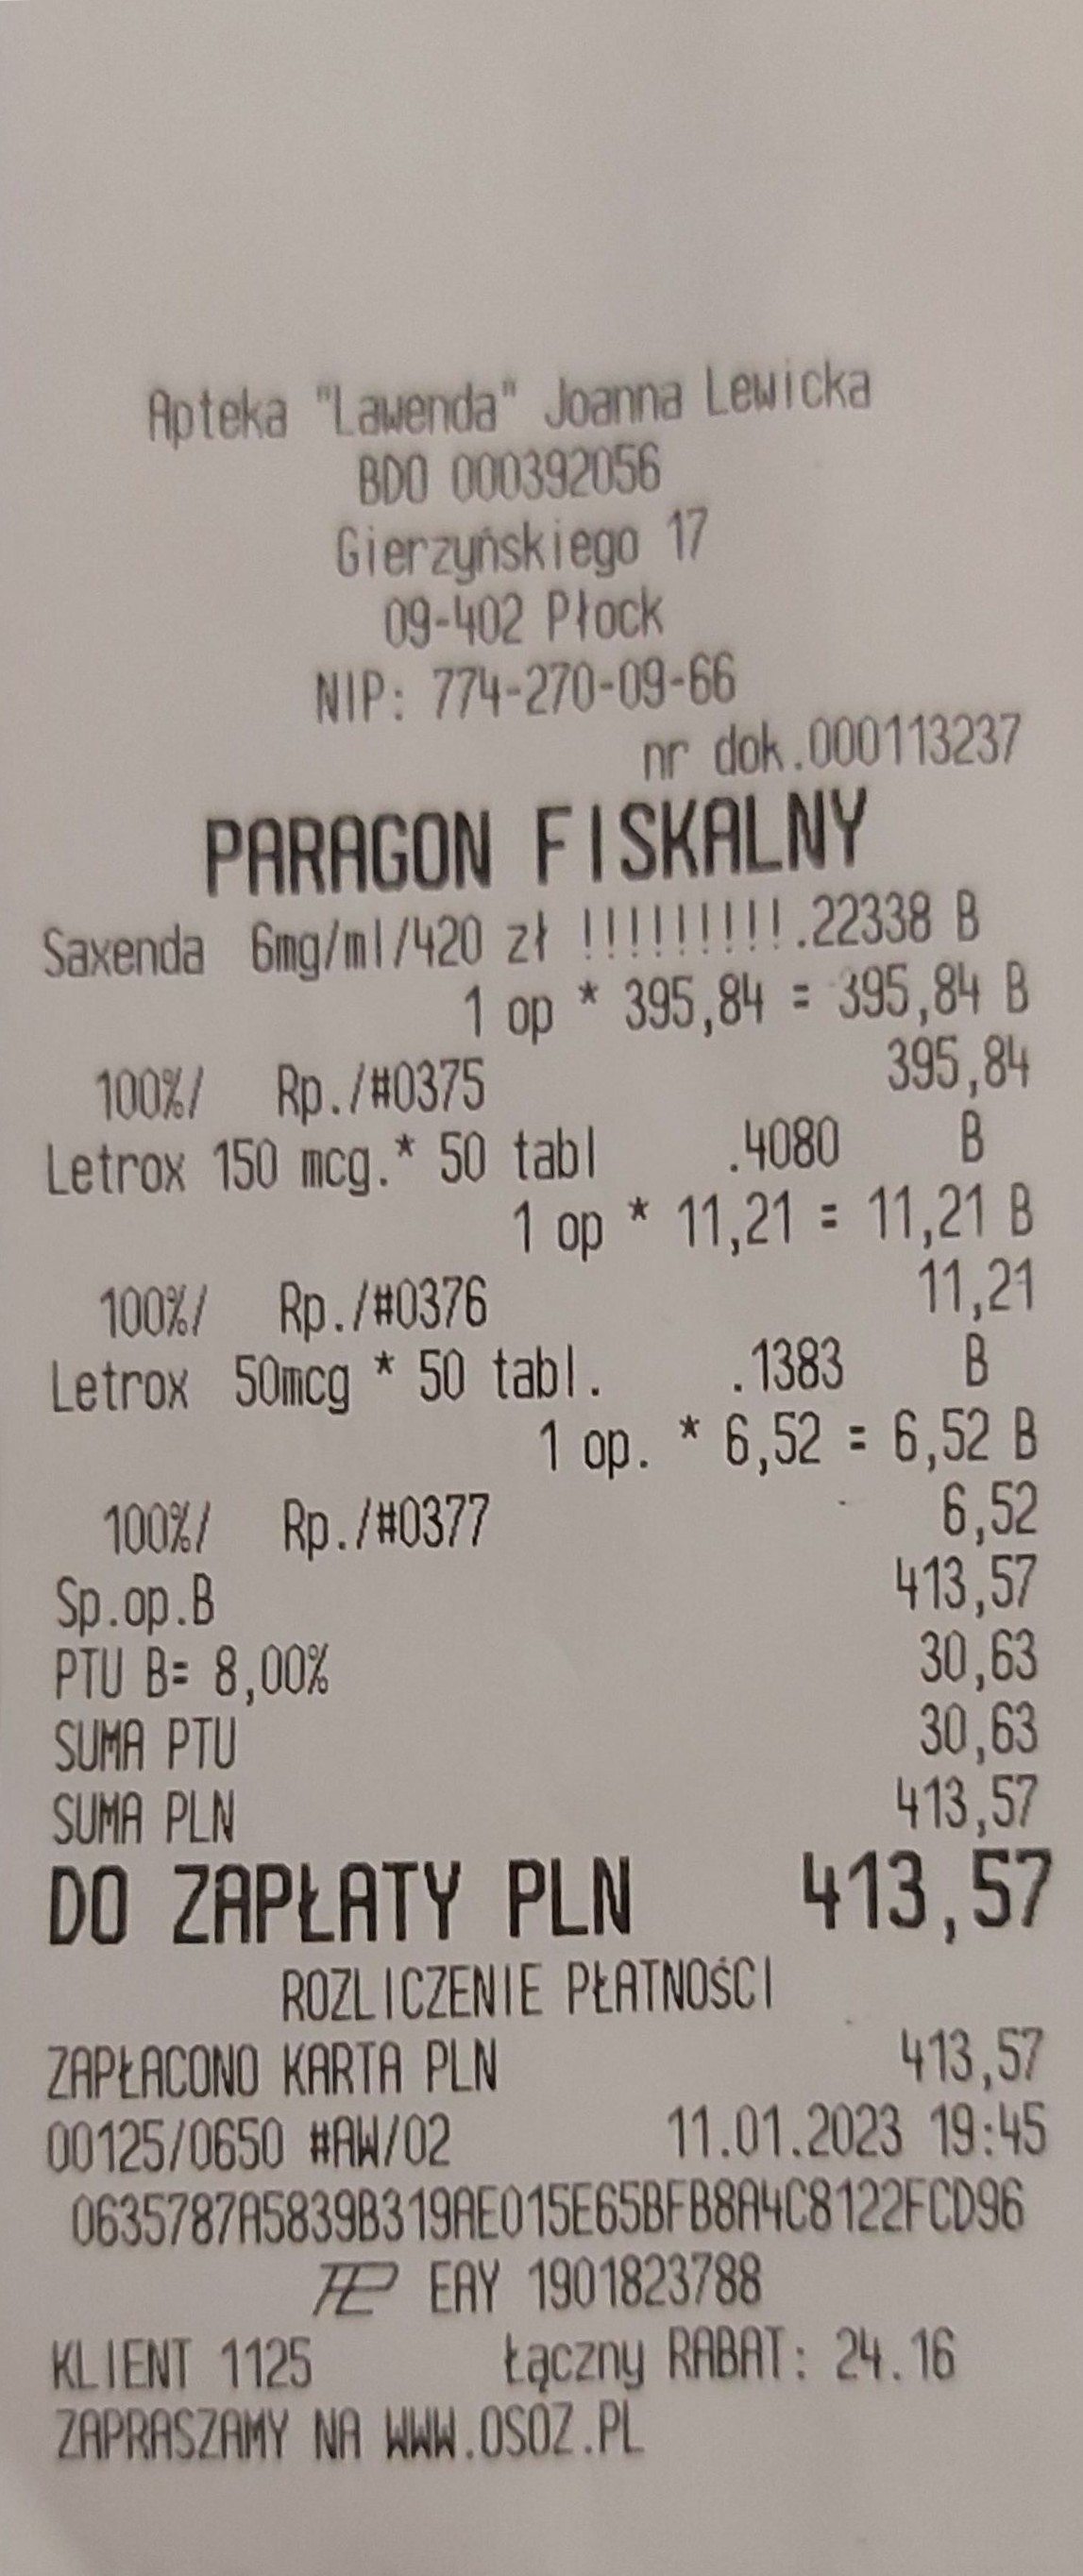 Apteka "Lawenda" Joanna Lewicka
BDO 000392056
Gierzyńskiego 17
09-402 Płock
NIP: 774-270-09-66
nr dok.000113237
PARAGON FISKALNY
Saxenda 6mg/ml/420 zł !!!!!!!!!.22338 B
1 op * 395,84 = 395,84 B
100%/ Rp./#0375 395,84
Letrox 150 mcg.* 50 tabl .4080 B
1 op * 11,21 = 11,21 B
100%/ Rp./#0376 11,21
Letrox 50mcg * 50 tabl. .1383 B
1 op. * 6,52 = 6,52 B
100%/ Rp./#0377 6,52
Sp.op.B 413,57
PTU B= 8,00% 30,63
SUMA PTU 30,63
SUMA PLN 413,57
DO ZAPŁATY PLN 413,57
ROZLICZENIE PŁATNOŚCI
ZAPŁACONO KARTA PLN 413,57
00125/0650 #AW/02 11.01.2023 19:45
0635787A5839B319AE015E65BFB8A4C8122FCD96
EAY 1901823788
KLIENT 1125 Łączny RABAT: 24.16
ZAPRASZAMY NA WWW.OSOZ.PL